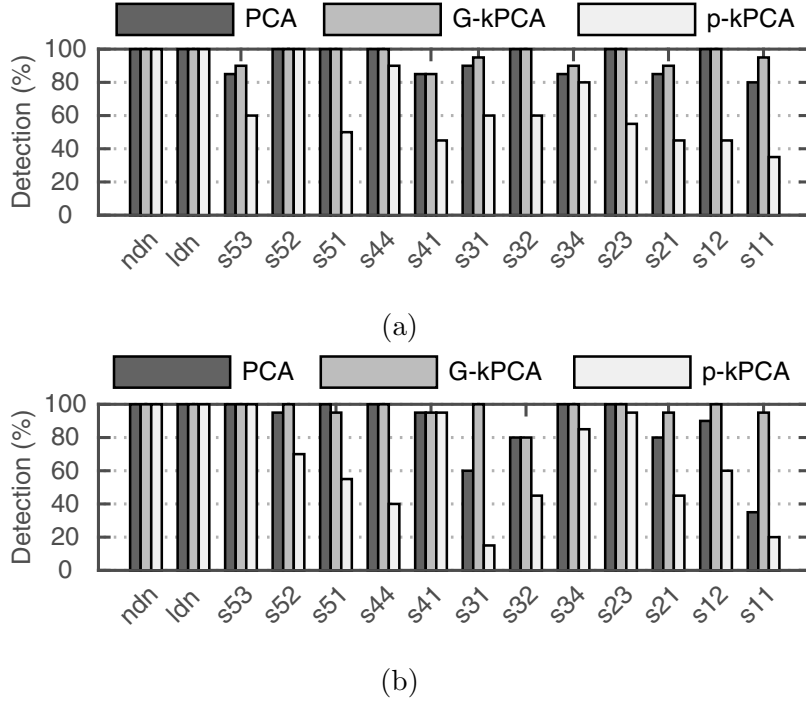 PCA G-kPCA p-kPCA
100
80
60
40
20
0
Detection (%)
ndn ldn s53 s52 s51 s44 s41 s31 s32 s34 s23 s21 s12 s11
(a)
PCA G-kPCA p-kPCA
100
80
60
40
20
0
Detection (%)
ndn ldn s53 s52 s51 s44 s41 s31 s32 s34 s23 s21 s12 s11
(b)